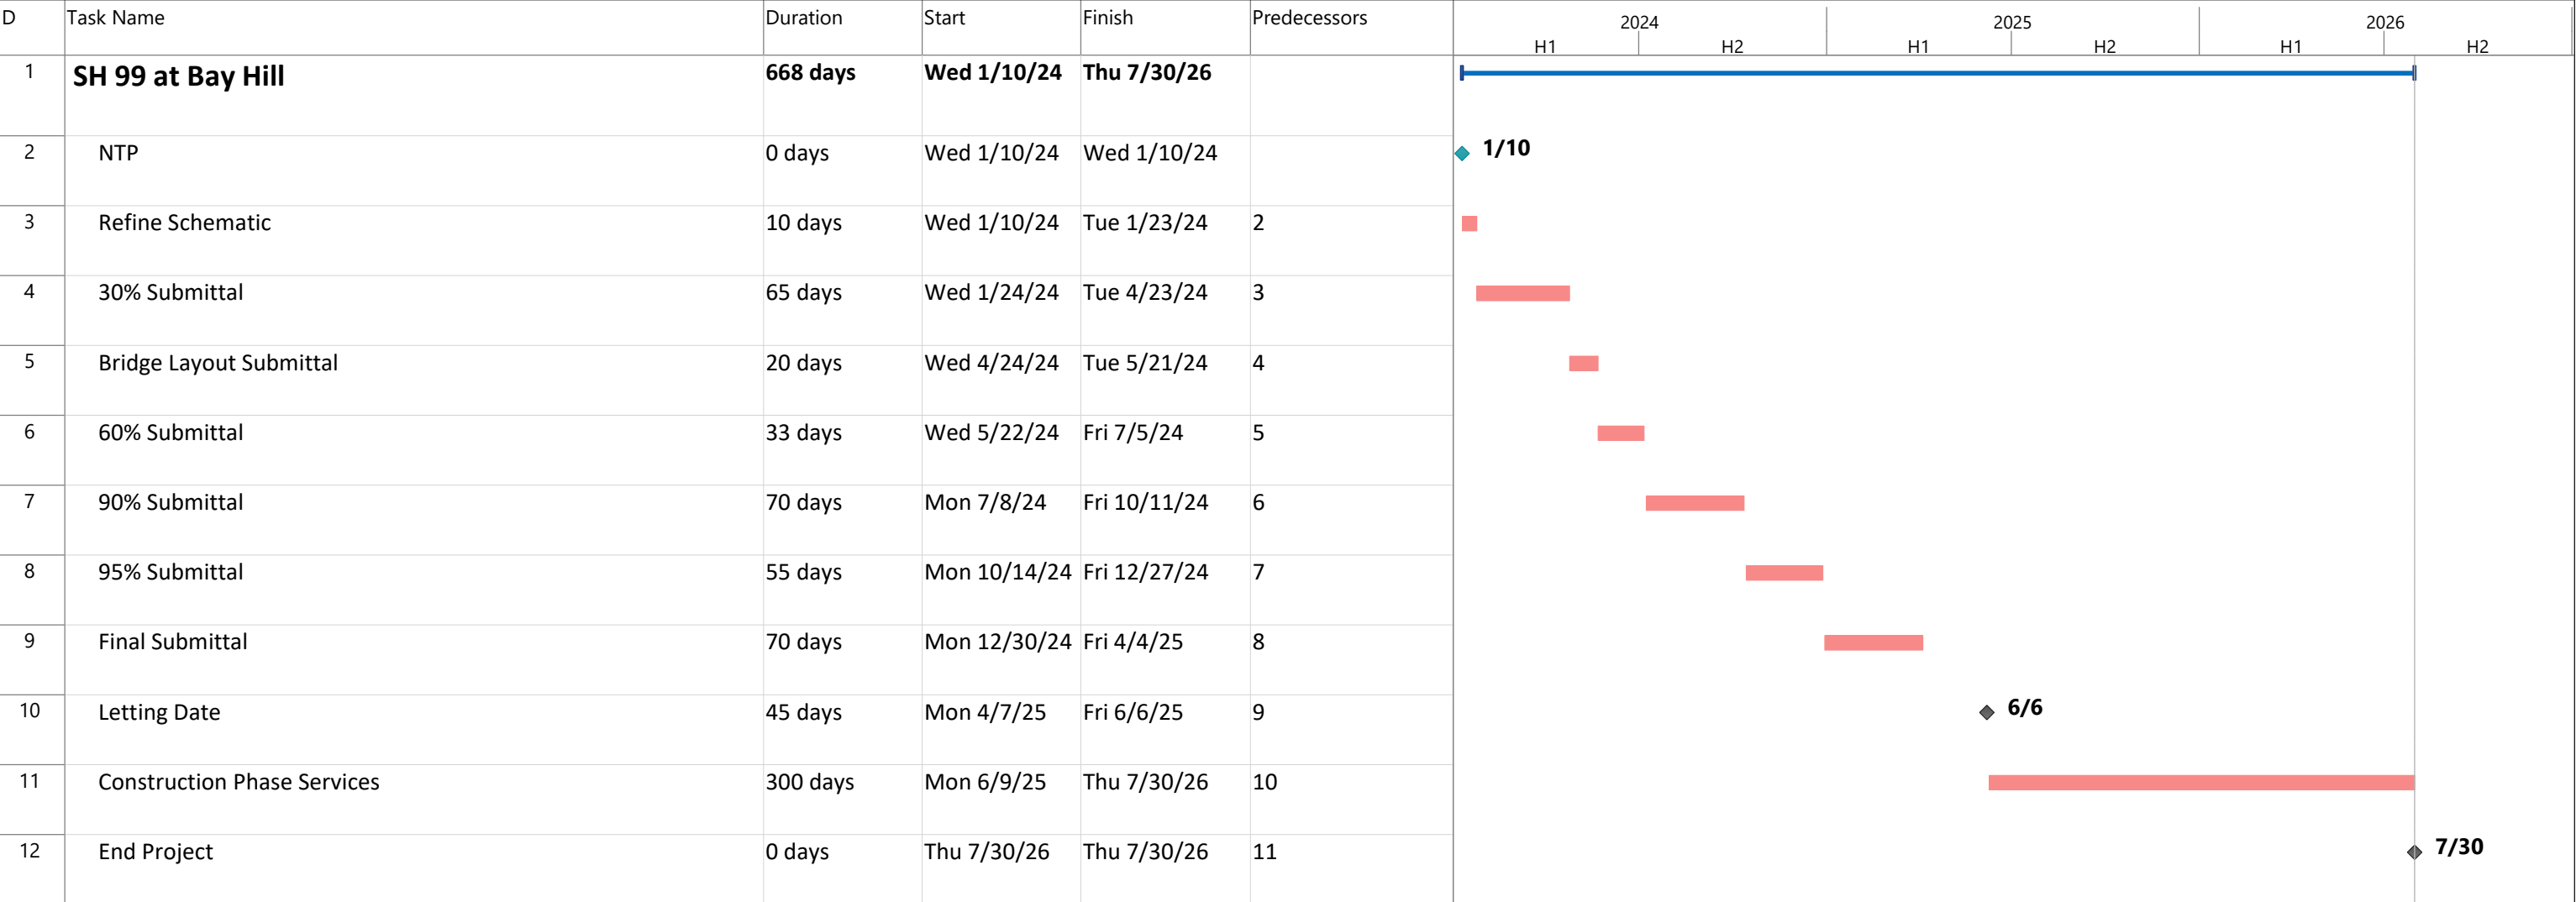 D Task Name Duration Start Finish Predecessors 2024 2025 2026
H1 H2 H1 H2 H1 H2
1 SH 99 at Bay Hill 668 days Wed 1/10/24 Thu 7/30/26
2 NTP 0 days Wed 1/10/24 Wed 1/10/24 1/10
3 Refine Schematic 10 days Wed 1/10/24 Tue 1/23/24 2
4 30% Submittal 65 days Wed 1/24/24 Tue 4/23/24 3
5 Bridge Layout Submittal 20 days Wed 4/24/24 Tue 5/21/24 4
6 60% Submittal 33 days Wed 5/22/24 Fri 7/5/24 5
7 90% Submittal 70 days Mon 7/8/24 Fri 10/11/24 6
8 95% Submittal 55 days Mon 10/14/24 Fri 12/27/24 7
9 Final Submittal 70 days Mon 12/30/24 Fri 4/4/25 8
10 Letting Date 45 days Mon 4/7/25 Fri 6/6/25 9 6/6
11 Construction Phase Services 300 days Mon 6/9/25 Thu 7/30/26 10
12 End Project 0 days Thu 7/30/26 Thu 7/30/26 11 7/30